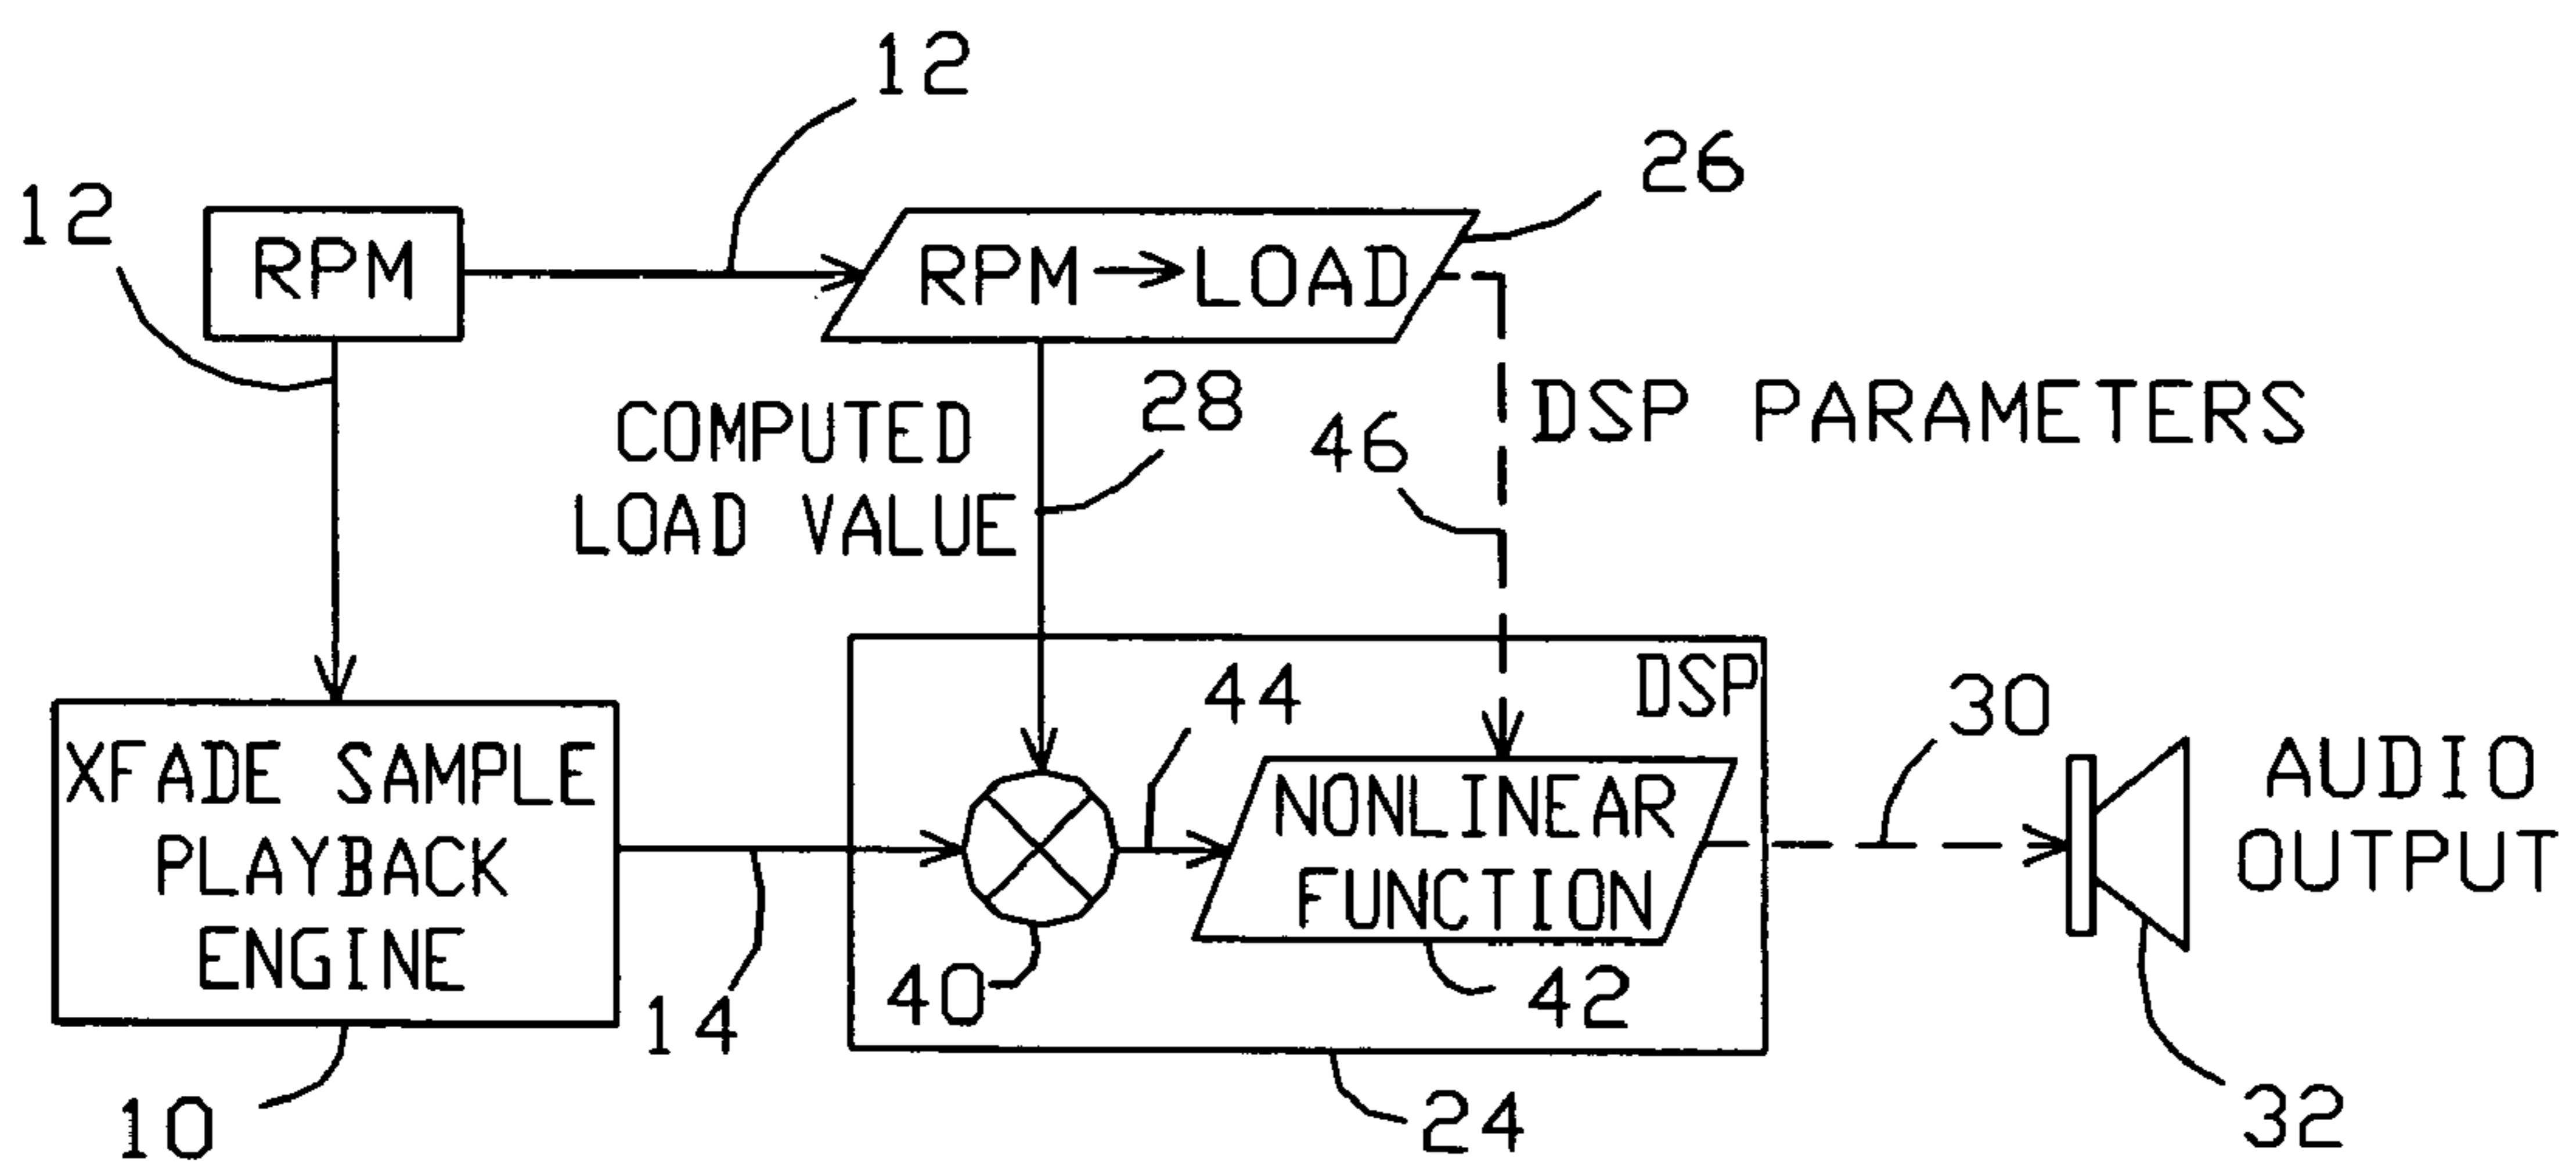 12
12
26
RPM
RPM→LOAD
28
COMPUTED
LOAD VALUE
46
DSP PARAMETERS
DSP
44
30
XFADE SAMPLE
PLAYBACK
ENGINE
NONLINEAR
FUNCTION
AUDIO
OUTPUT
40
42
14
10
24
32